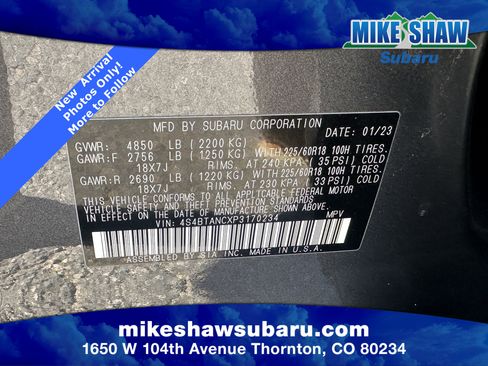 MIKE SHAW
Subaru
New Arrival
Photos Only!
More to Follow
MFD BY SUBARU CORPORATION DATE: 01/23
GVWR: 4850 LB (2200 KG)
GAWR:F 2756 LB (1250 KG) WITH 225/60R18 100H TIRES.
18X7J RIMS. AT 240 KPA (35 PSI) COLD
GAWR:R 2690 LB (1220 KG) WITH 225/60R18 100H TIRES.
18X7J RIMS. AT 230 KPA (33 PSI) COLD
THIS VEHICLE CONFORMS TO ALL APPLICABLE FEDERAL MOTOR
VEHICLE SAFETY AND BUMPER STANDARDS IN EFFECT ON THE
DATE OF MANUFACTURE SHOWN ABOVE.
VIN: 4S4BTANCXP3170234 MPV
ASSEMBLED BY SIA, INC. MADE IN U.S.A.
mikeshawsubaru.com
1650 W 104th Avenue Thornton, CO 80234